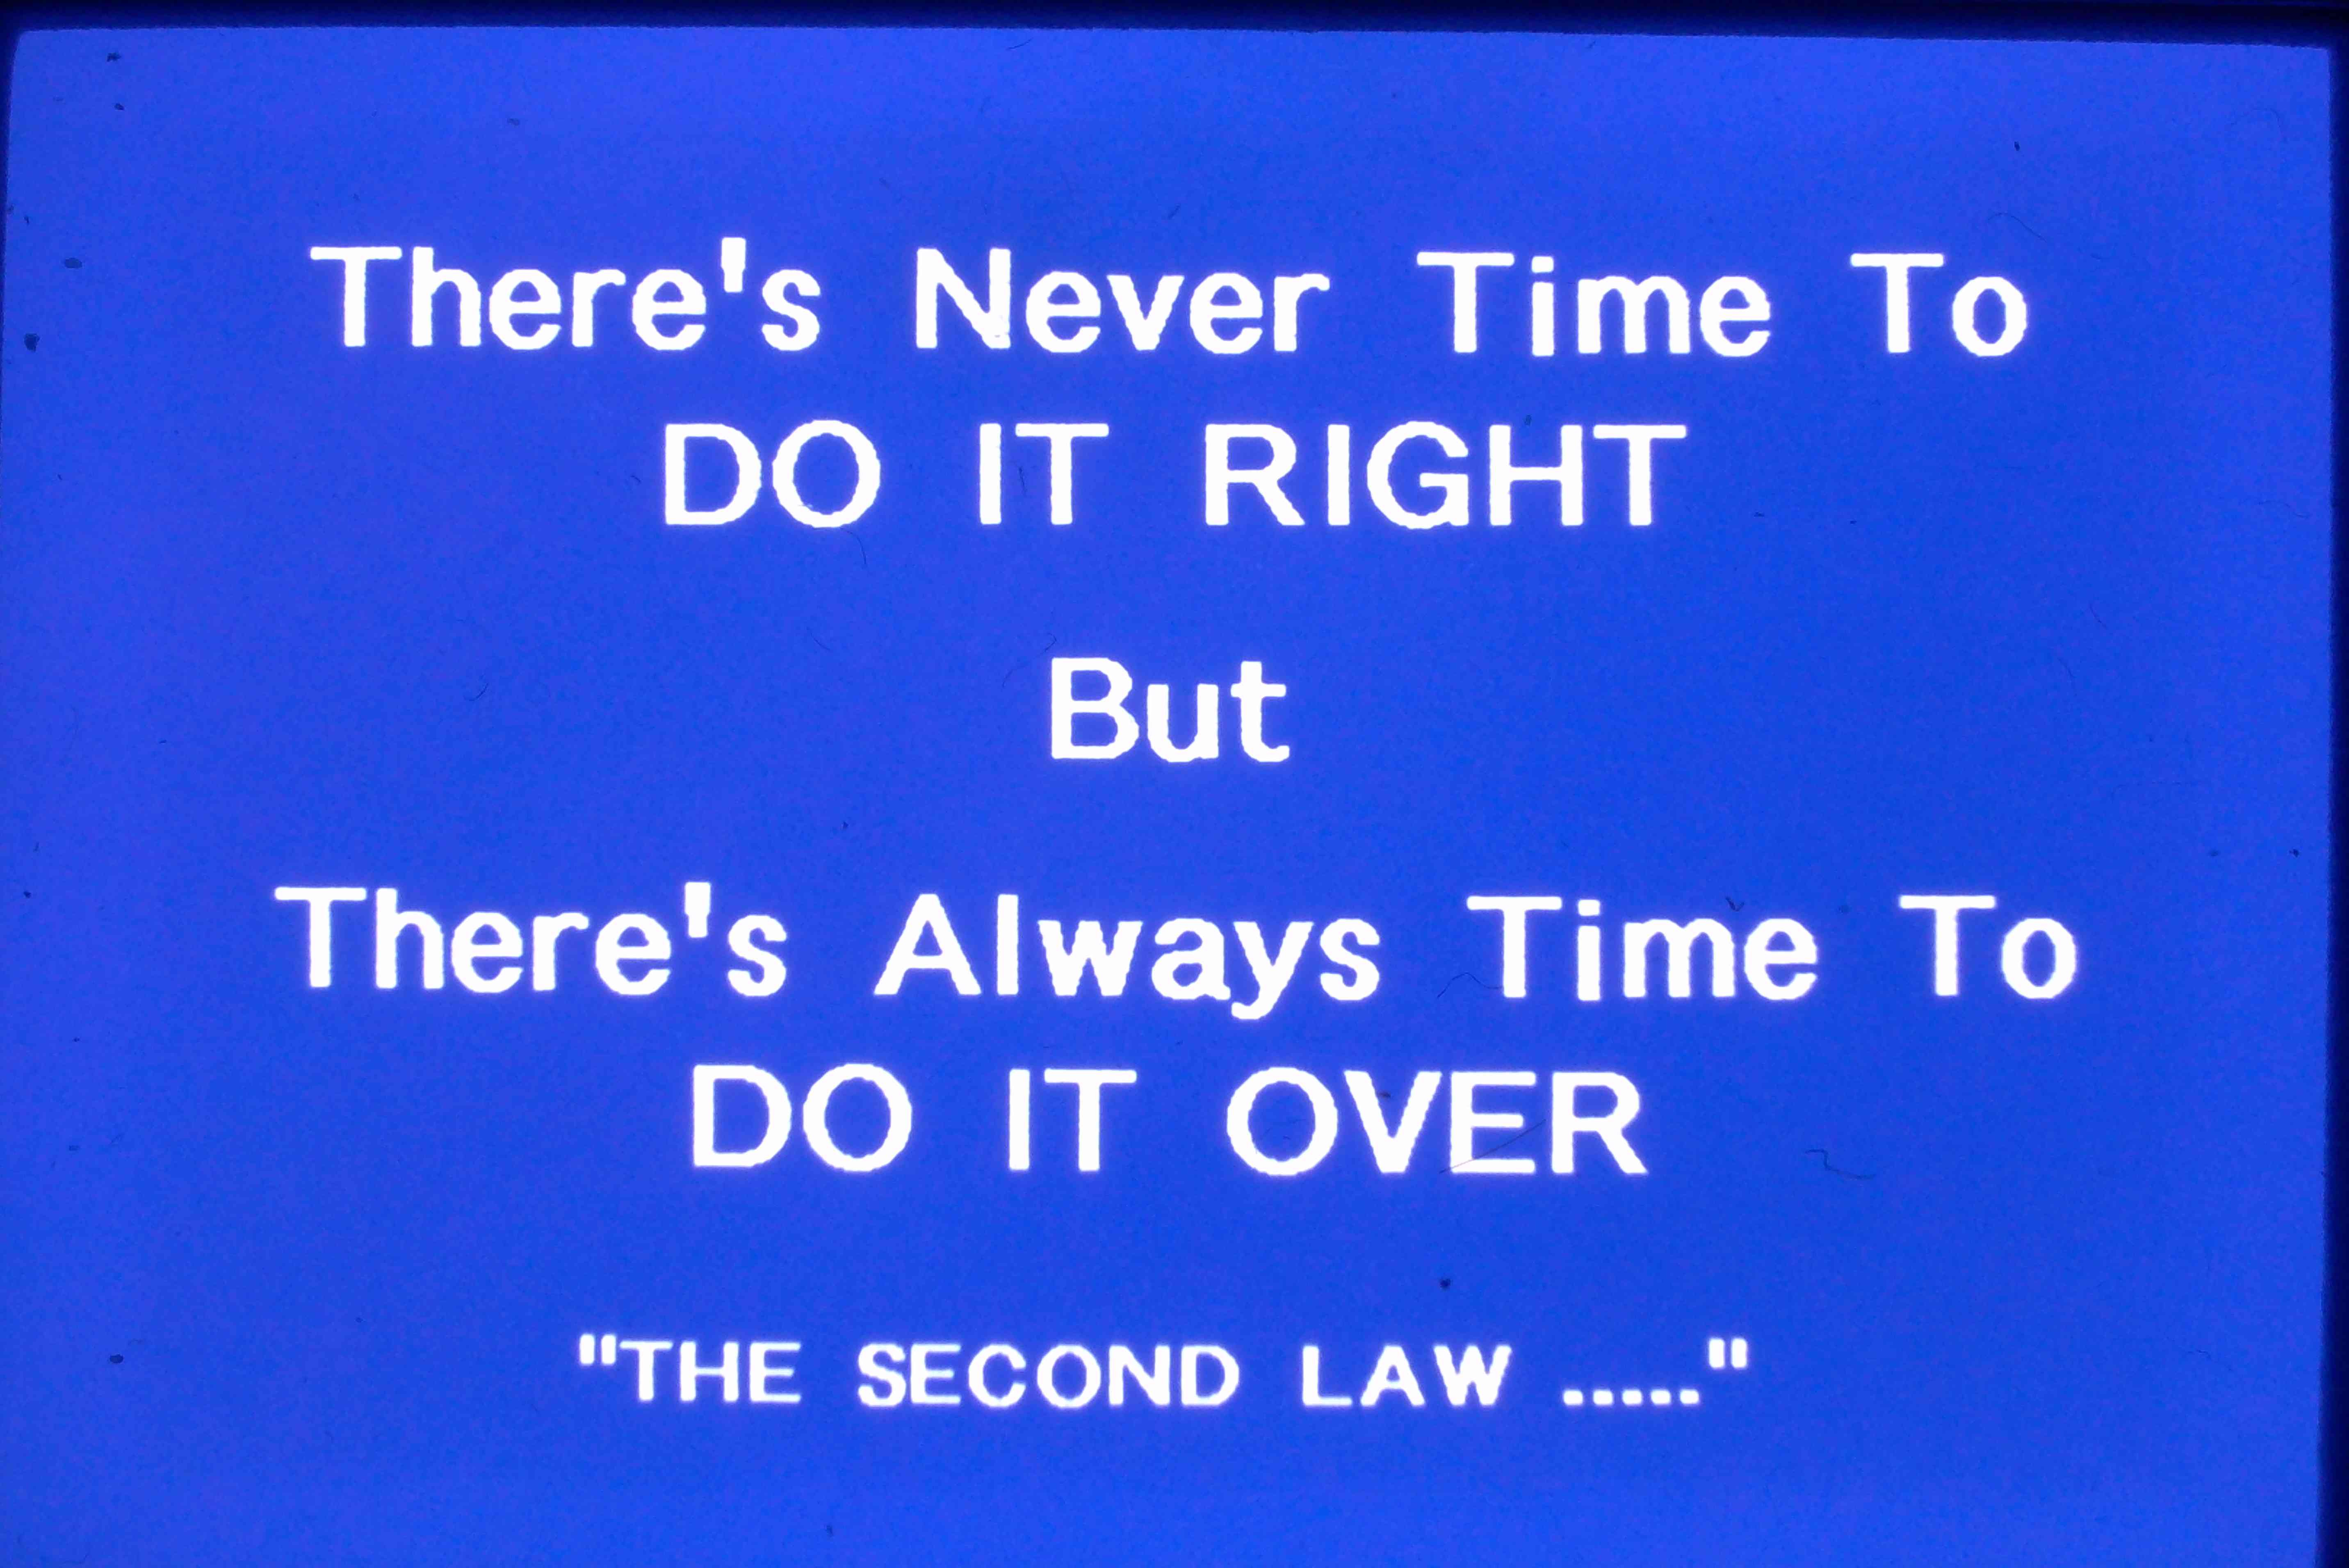 There's Never Time To
DO IT RIGHT
But
There's Always Time To
DO IT OVER
"THE SECOND LAW ....."